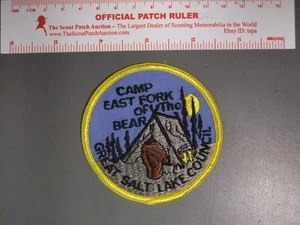 OFFICIAL PATCH RULER
The Scout Patch Auction - The Largest Dealer of Scouting Memorabilia in the World
www.TheScoutPatchAuction.com
Ebay ID: tspa
CAMP
EAST FORK
OF the
BEAR
GREAT SALT LAKE COUNCIL